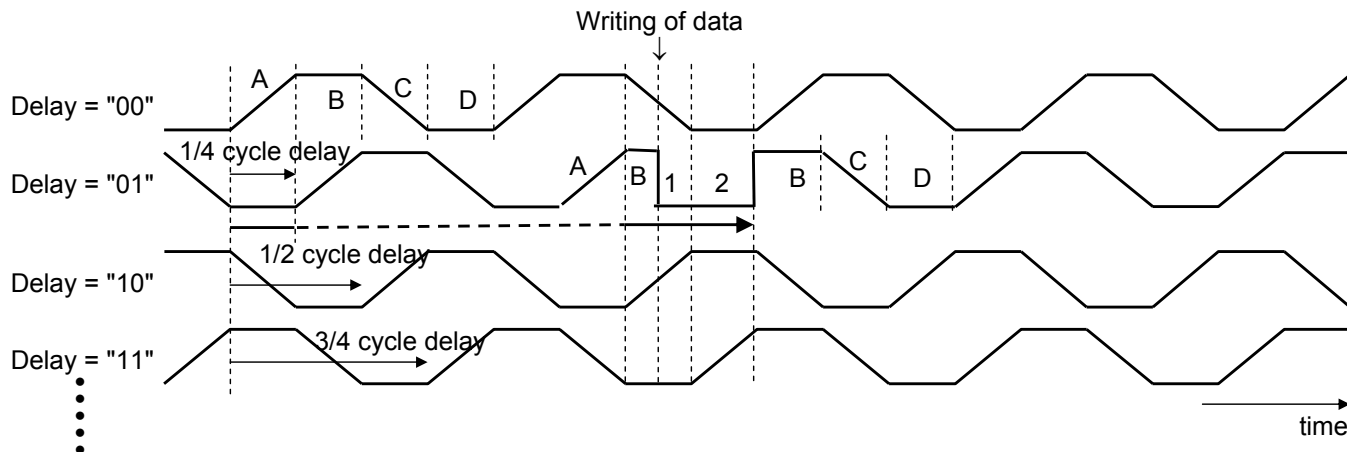 Writing of data
A
B
C
D
Delay = "00"
1/4 cycle delay
A
B
1
2
B
C
D
Delay = "01"
1/2 cycle delay
Delay = "10"
3/4 cycle delay
Delay = "11"
time